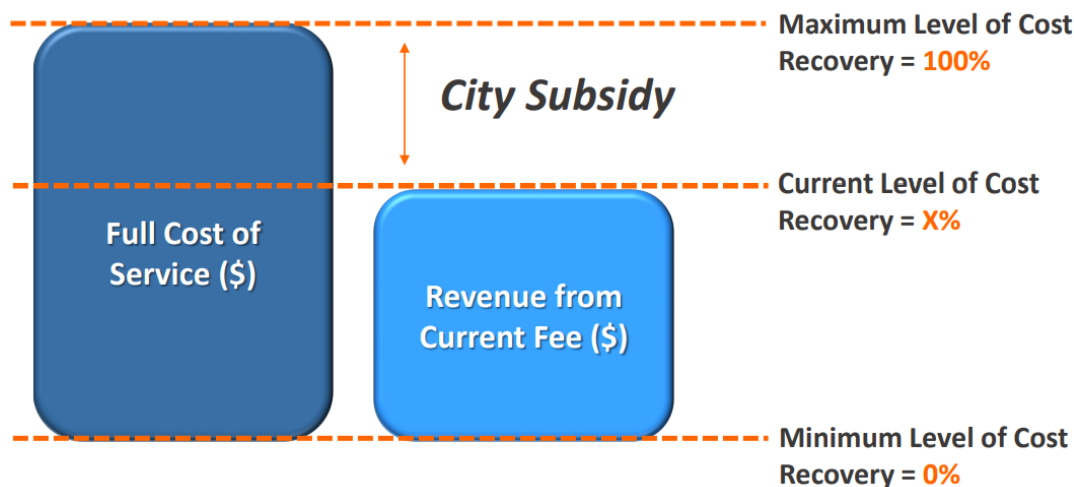 Maximum Level of Cost
Recovery = 100%
City Subsidy
Current Level of Cost
Recovery = X%
Full Cost of
Service ($)
Revenue from
Current Fee ($)
Minimum Level of Cost
Recovery = 0%